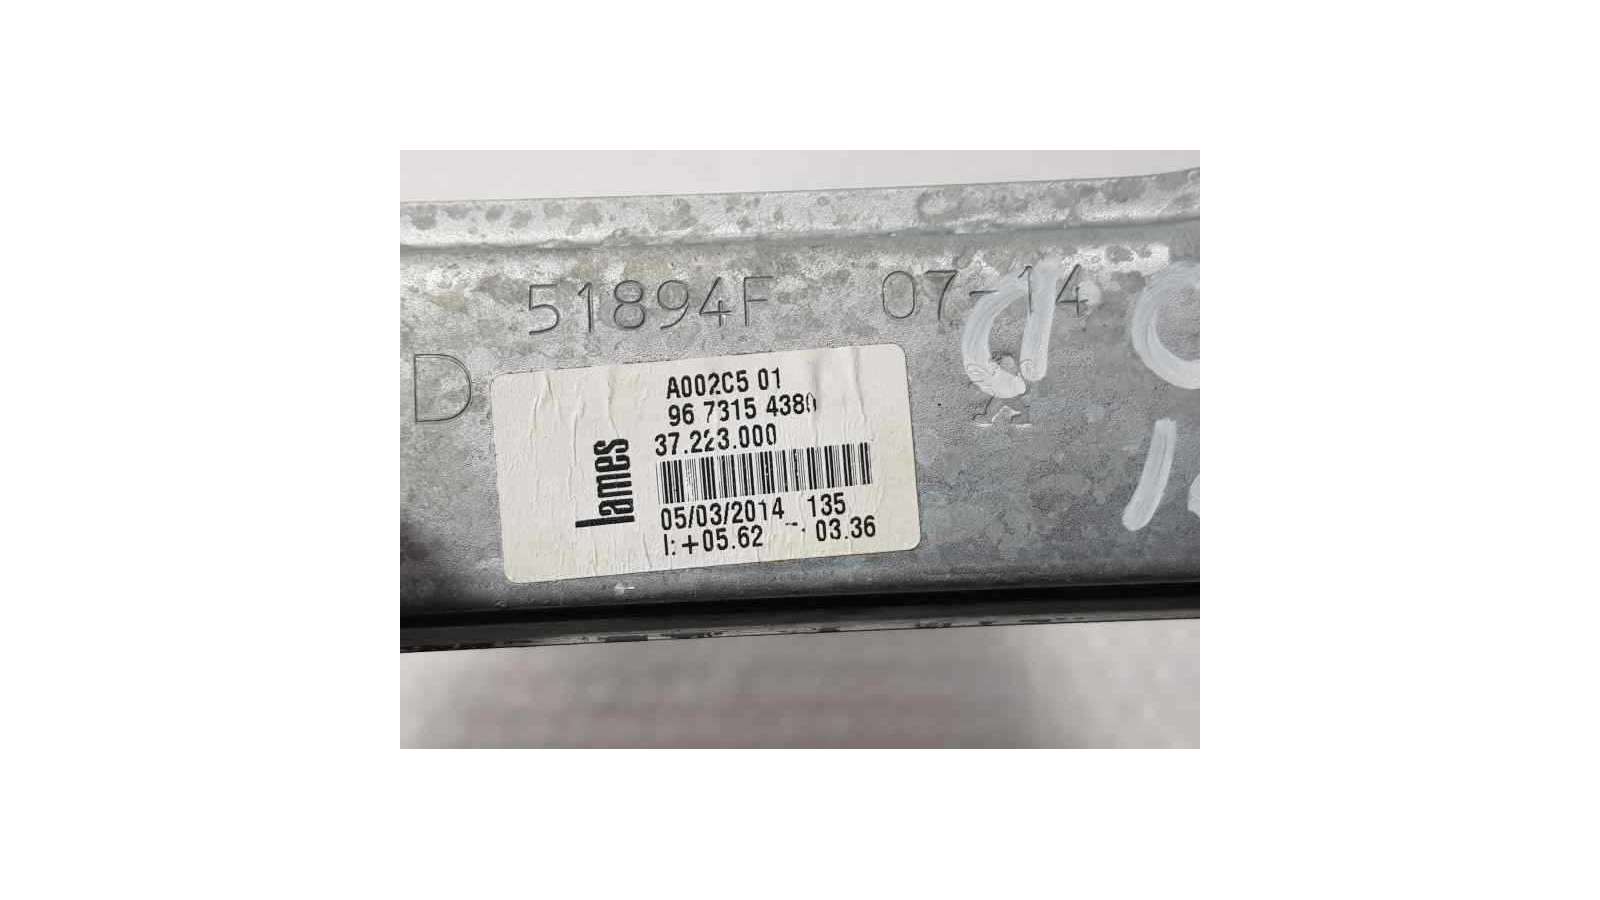 51894F 07-14
D
A002C5 01
96 7315 4380
37.223.000
lames
05/03/2014 135
I: +05.62 03.36